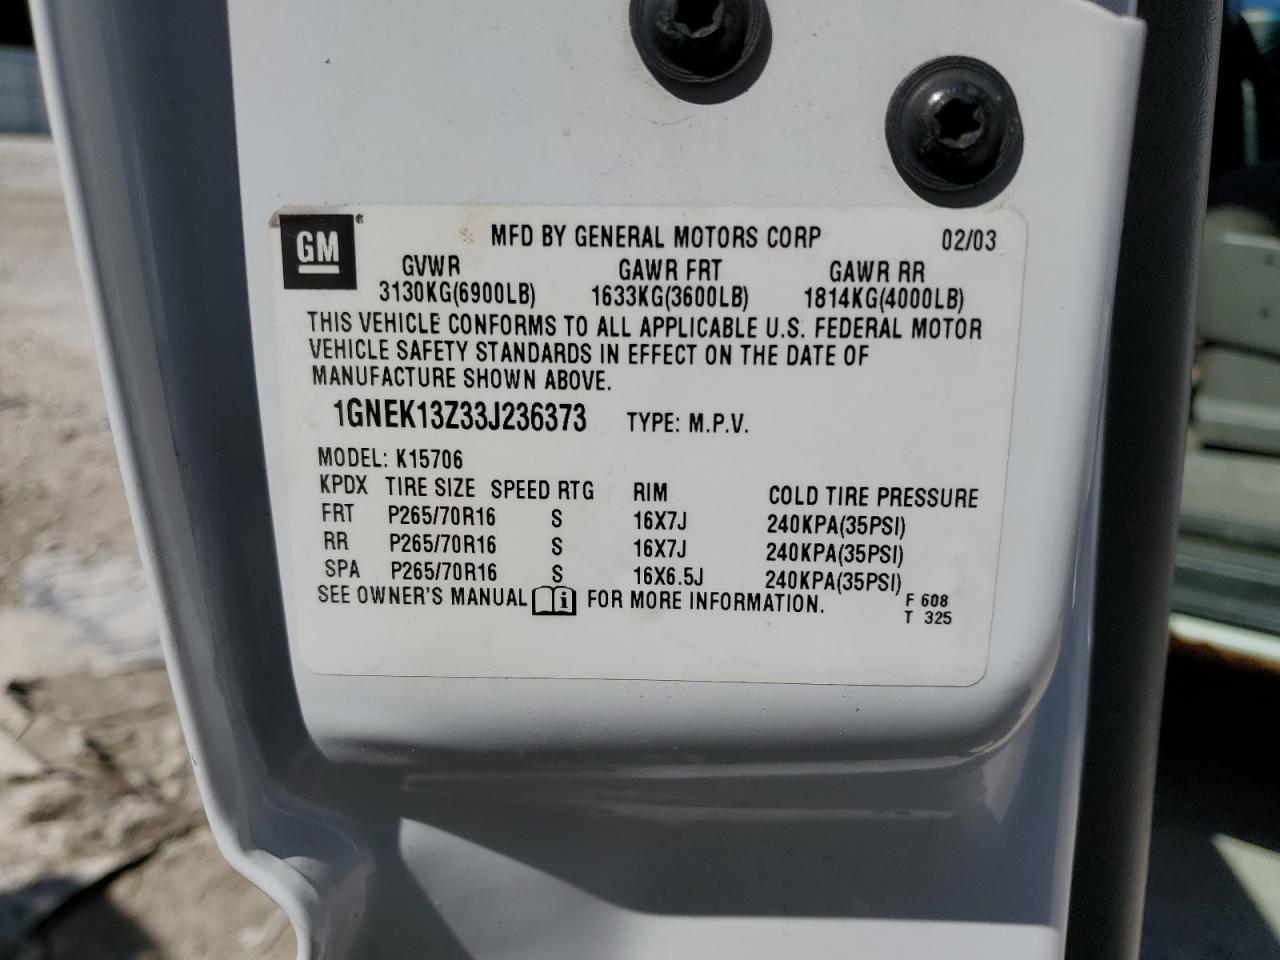 GM MFD BY GENERAL MOTORS CORP 02/03
GVWR GAWR FRT GAWR RR
3130KG(6900LB) 1633KG(3600LB) 1814KG(4000LB)
THIS VEHICLE CONFORMS TO ALL APPLICABLE U.S. FEDERAL MOTOR
VEHICLE SAFETY STANDARDS IN EFFECT ON THE DATE OF
MANUFACTURE SHOWN ABOVE.
1GNEK13Z33J236373 TYPE: M.P.V.
MODEL: K15706
KPDX TIRE SIZE SPEED RTG RIM COLD TIRE PRESSURE
FRT P265/70R16 S 16X7J 240KPA(35PSI)
RR P265/70R16 S 16X7J 240KPA(35PSI)
SPA P265/70R16 S 16X6.5J 240KPA(35PSI)
SEE OWNER'S MANUAL i FOR MORE INFORMATION. F 608
T 325